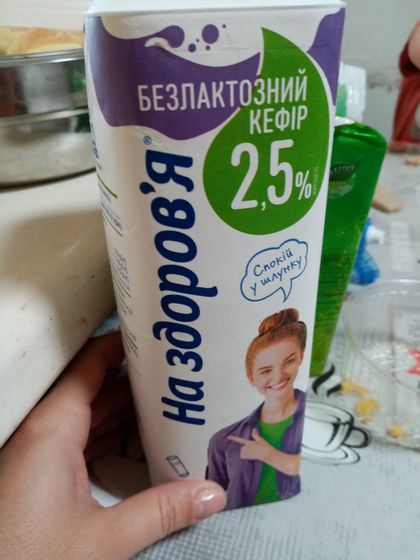 БЕЗЛАКТОЗНИЙ
КЕФІР
2,5%
На здоров'я®
Спокій
у шлунку